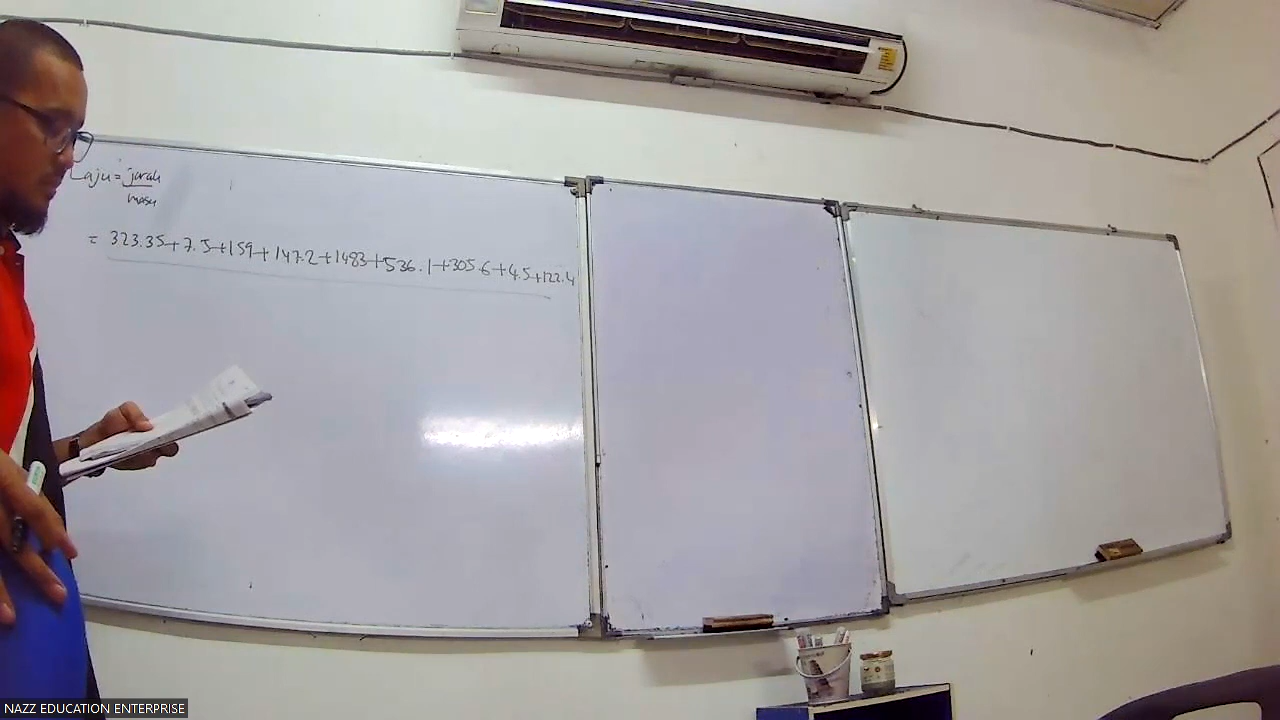 Laju = jarak
masa
= 323.35 + 7.5 + 159 + 147.2 + 1483 + 536.1 + 305.6 + 4.5 + 122.4
NAZZ EDUCATION ENTERPRISE